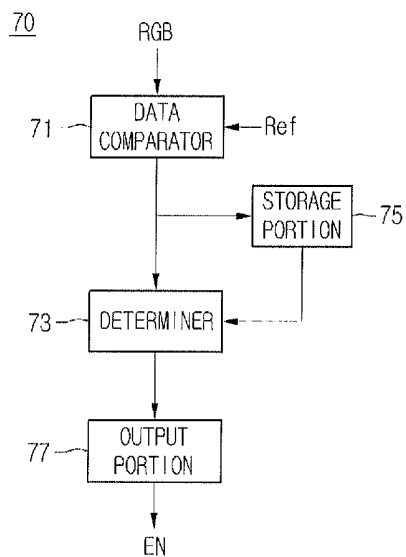 70
RGB
71
DATA
COMPARATOR
Ref
STORAGE
PORTION
75
73
DETERMINER
77
OUTPUT
PORTION
EN